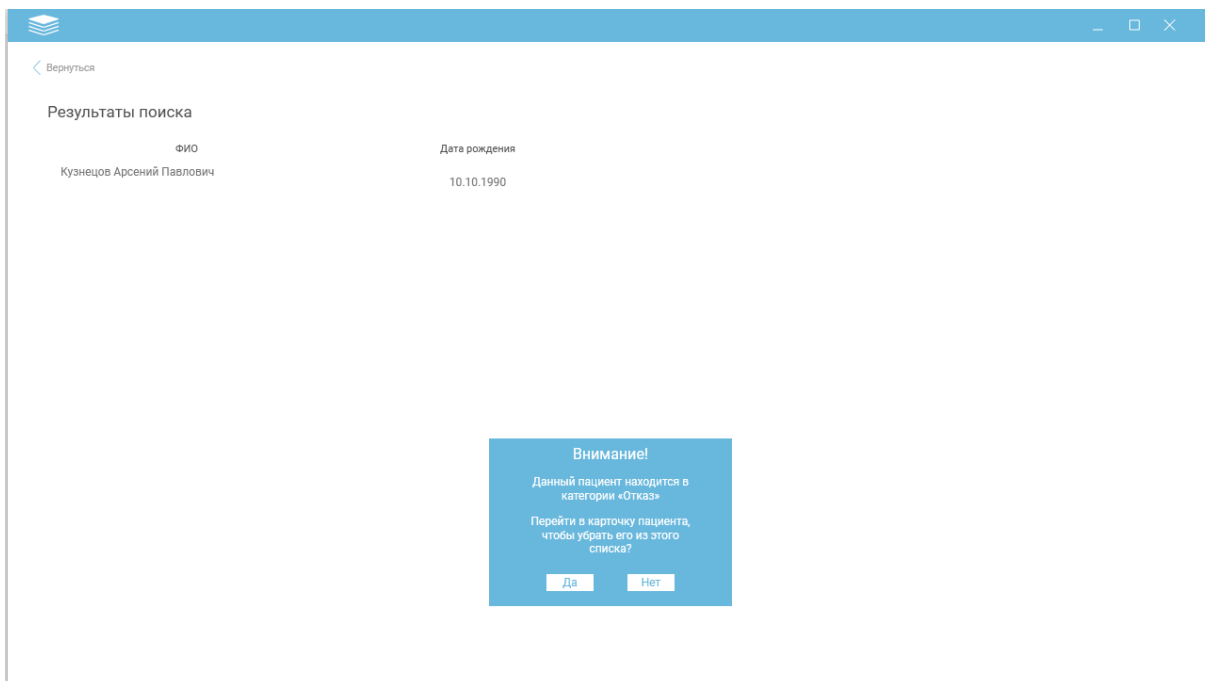 Вернуться
Результаты поиска
ФИО Дата рождения
Кузнецов Арсений Павлович
10.10.1990
Внимание!
Данный пациент находится в
категории «Отказ»
Перейти в карточку пациента,
чтобы убрать его из этого
списка?
Да Нет